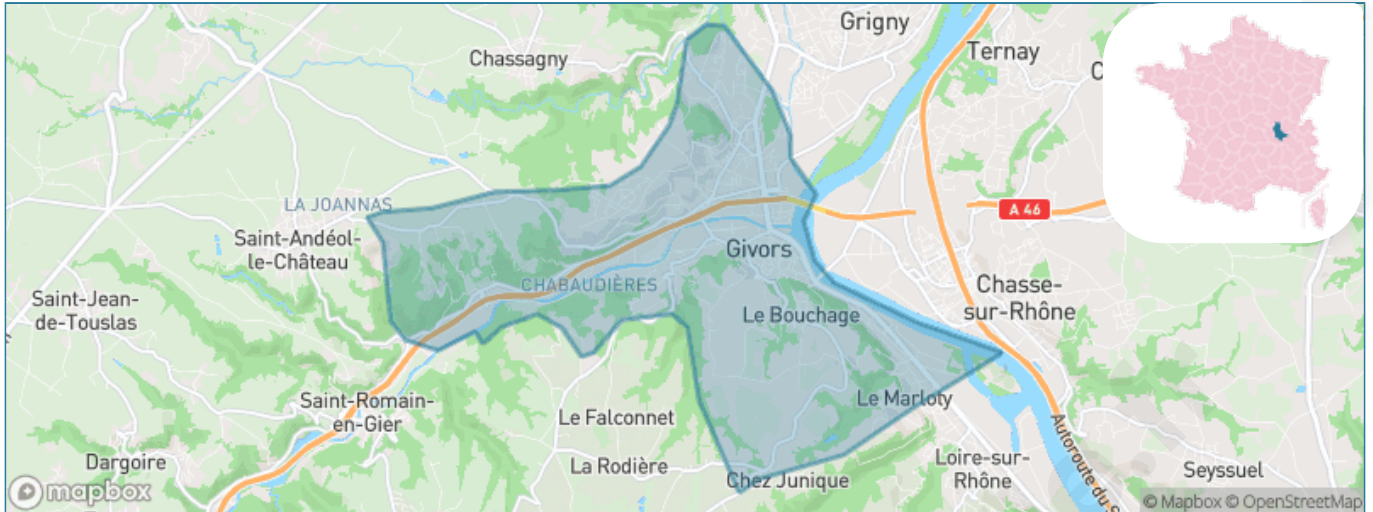 Grigny
Ternay
Chassagny
LA JOANNAS
A 46
Saint-Andéol-
le-Château
Givors
CHABAUDIÈRES
Chasse-
sur-Rhône
Saint-Jean-
de-Touslas
Le Bouchage
Le Marloty
Saint-Romain-
en-Gier
Le Falconnet
Autoroute du S
Dargoire
La Rodière
Chez Junique
Loire-sur-
Rhône
Seyssuel
mapbox
© Mapbox © OpenStreetMap